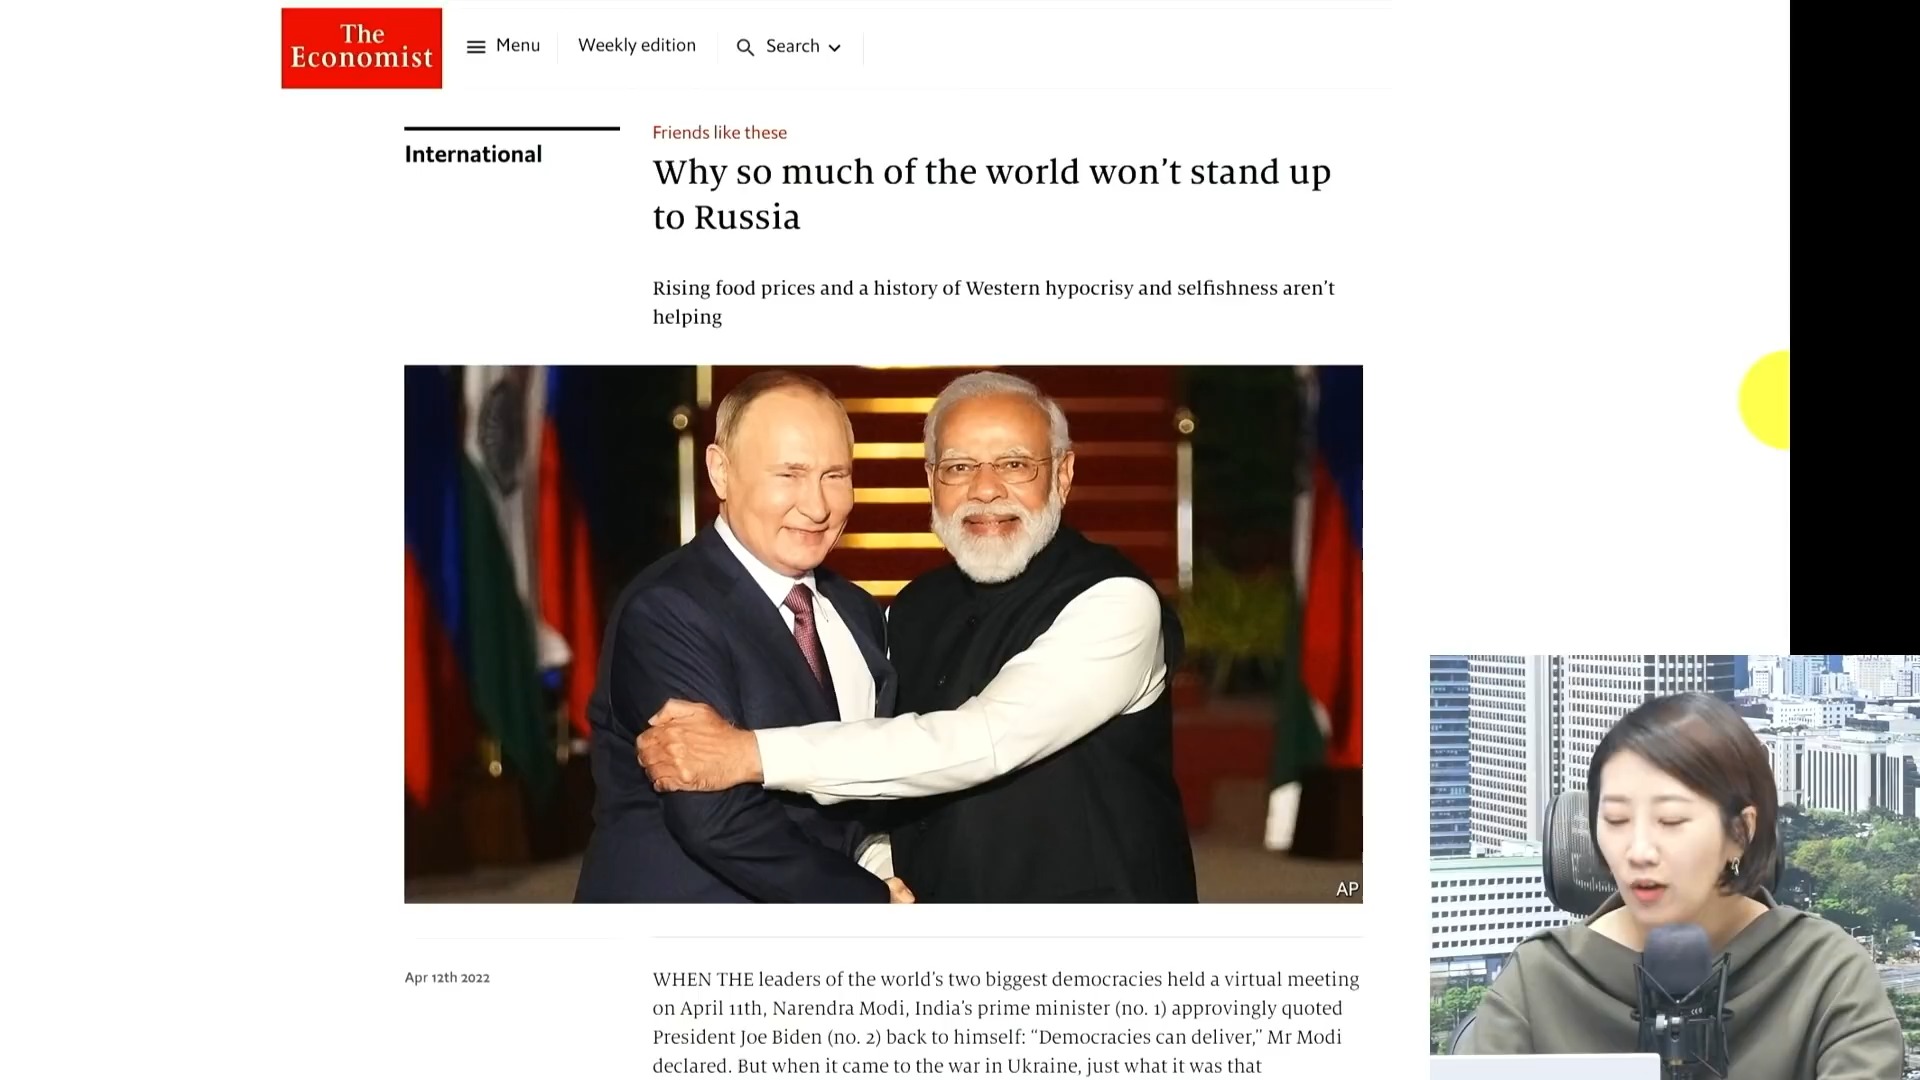 The
Economist
Menu
Weekly edition
Search
International
Friends like these
Why so much of the world won’t stand up
to Russia
Rising food prices and a history of Western hypocrisy and selfishness aren’t
helping
AP
Apr 12th 2022
WHEN THE leaders of the world’s two biggest democracies held a virtual meeting
on April 11th, Narendra Modi, India’s prime minister (no. 1) approvingly quoted
President Joe Biden (no. 2) back to himself: “Democracies can deliver,” Mr Modi
declared. But when it came to the war in Ukraine, just what it was that